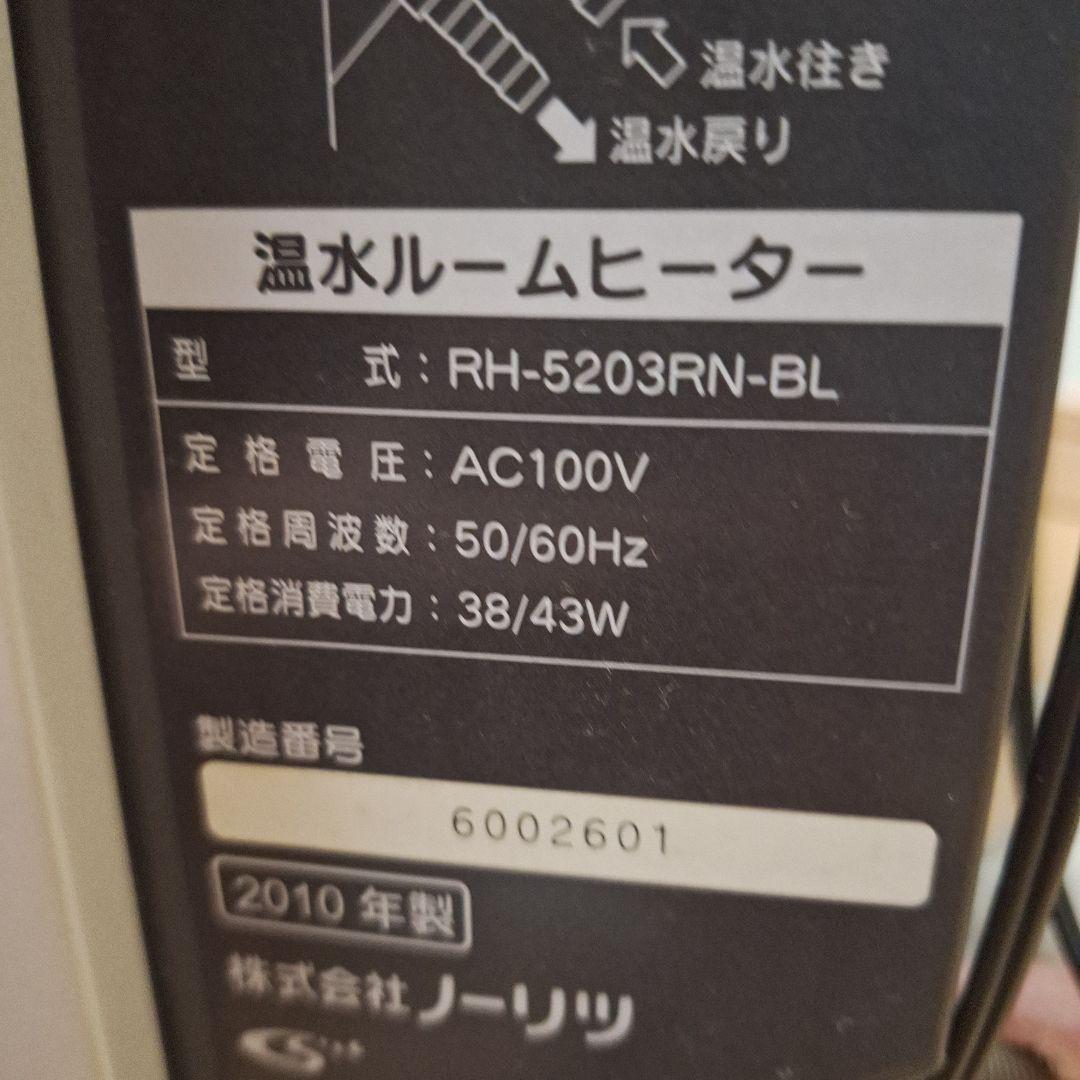 温水往き
温水戻り
温水ルームヒーター
型式：RH-5203RN-BL
定格電圧：AC100V
定格周波数：50/60Hz
定格消費電力：38/43W
製造番号
6002601
2010年製
株式会社ノーリツ